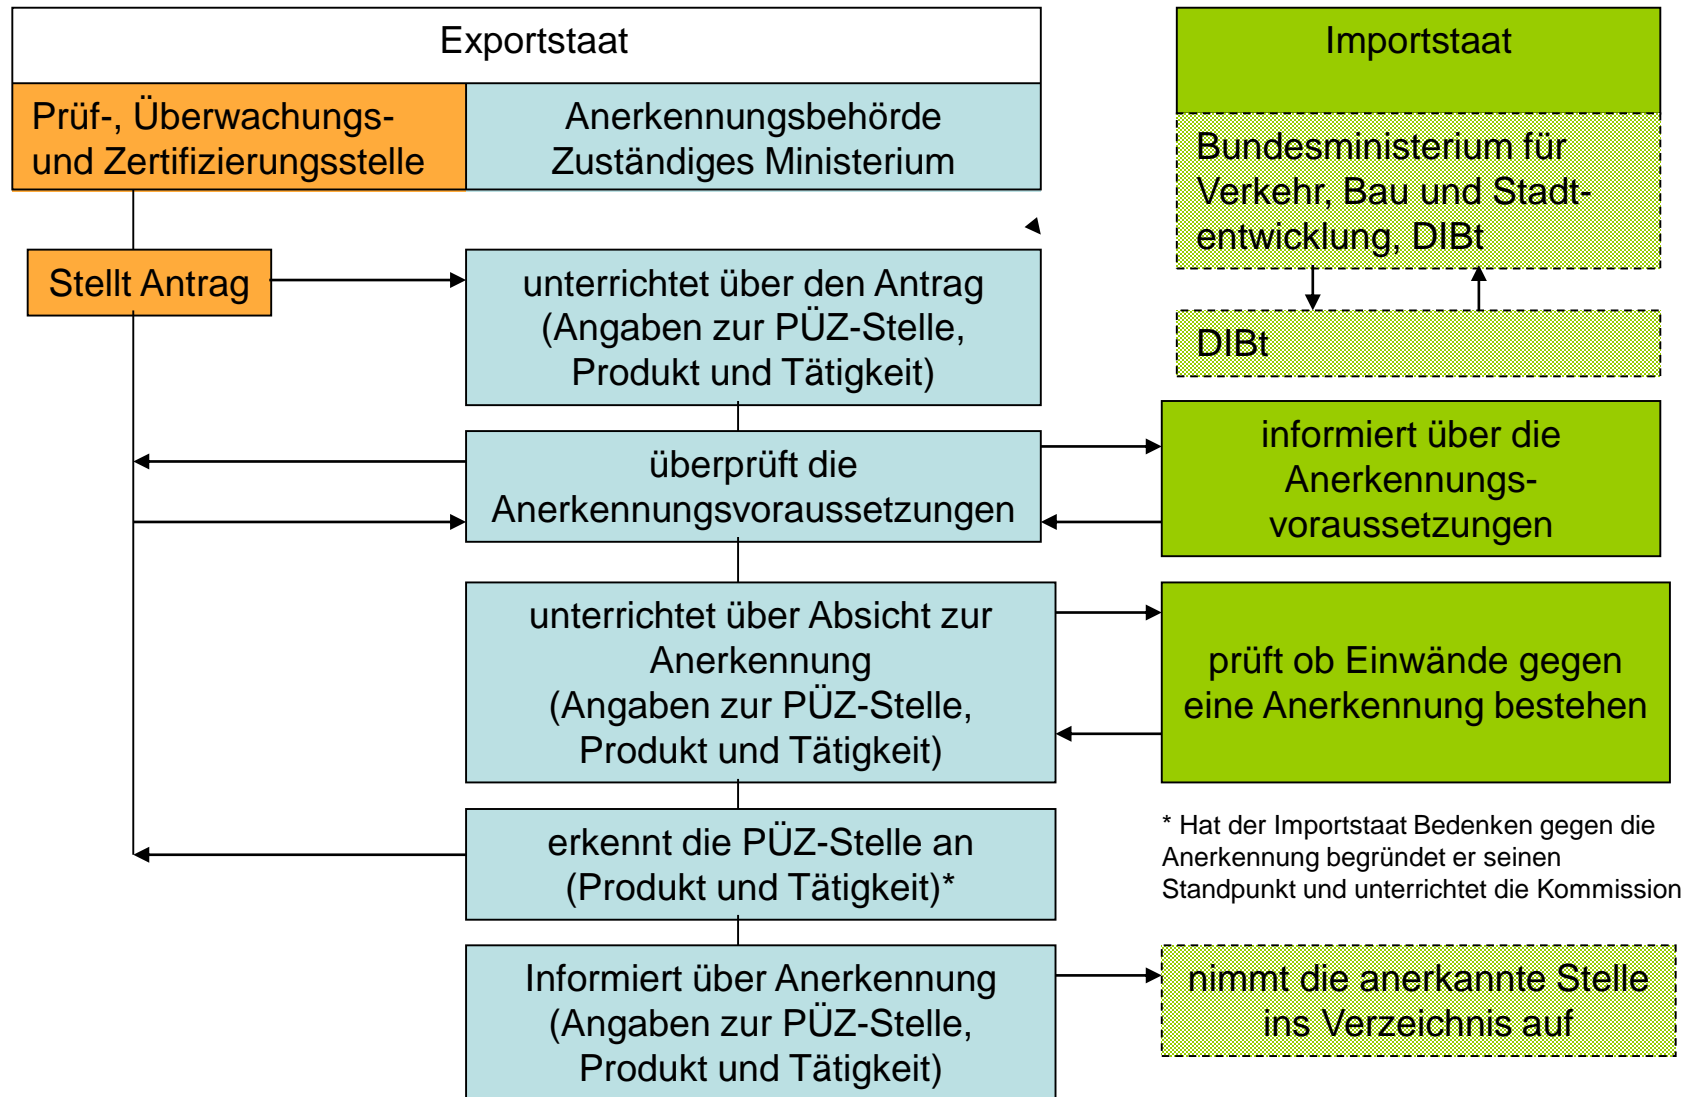 Exportstaat
Prüf-, Überwachungs-
und Zertifizierungsstelle
Anerkennungsbehörde
Zuständiges Ministerium
Importstaat
Bundesministerium für
Verkehr, Bau und Stadt-
entwicklung, DIBt
Stellt Antrag
unterrichtet über den Antrag
(Angaben zur PÜZ-Stelle,
Produkt und Tätigkeit)
DIBt
überprüft die
Anerkennungsvoraussetzungen
informiert über die
Anerkennungs-
voraussetzungen
unterrichtet über Absicht zur
Anerkennung
(Angaben zur PÜZ-Stelle,
Produkt und Tätigkeit)
prüft ob Einwände gegen
eine Anerkennung bestehen
erkennt die PÜZ-Stelle an
(Produkt und Tätigkeit)*
* Hat der Importstaat Bedenken gegen die
Anerkennung begründet er seinen
Standpunkt und unterrichtet die Kommission
Informiert über Anerkennung
(Angaben zur PÜZ-Stelle,
Produkt und Tätigkeit)
nimmt die anerkannte Stelle
ins Verzeichnis auf